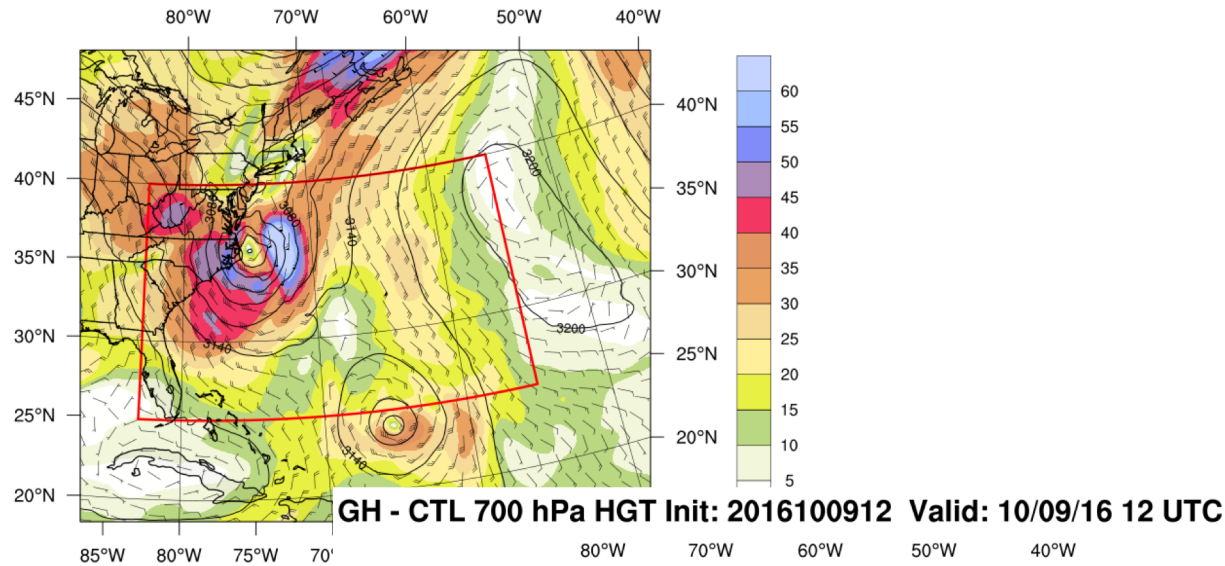 80°W 70°W 60°W 50°W 40°W
45°N 40°N 60
55
40°N 3200 35°N 50
3080 3080 45
3140 40
35°N 30°N 35
30
3200
30°N 3140 25°N 25
20
25°N 15
3140 20°N 10
20°N 5
GH - CTL 700 hPa HGT Init: 2016100912 Valid: 10/09/16 12 UTC
85°W 80°W 75°W 70° 80°W 70°W 60°W 50°W 40°W